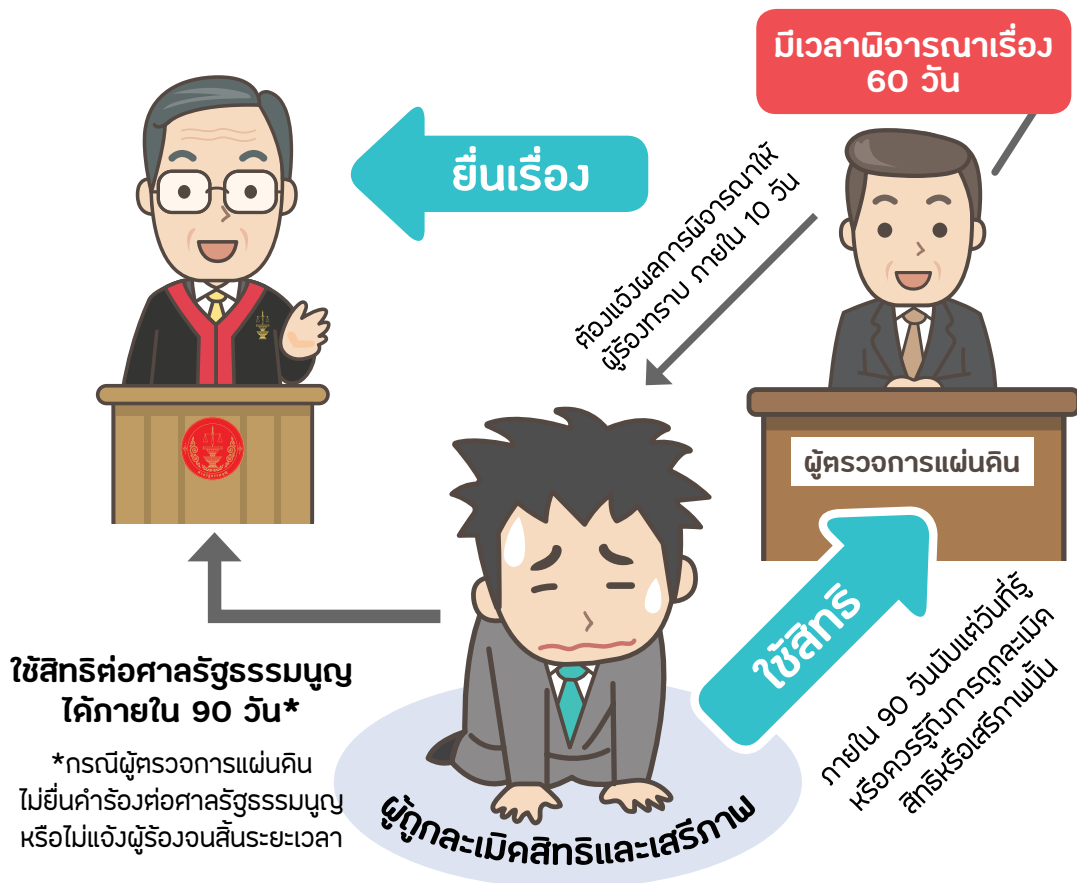 มีเวลาพิจารณาเรื่อง
60 วัน
ยื่นเรื่อง
ต้องแจ้งผลการพิจารณาให้
ผู้ร้องทราบ ภายใน 10 วัน
ผู้ตรวจการแผ่นดิน
ใช้สิทธิ
ภายใน 90 วันนับแต่วันที่รู้
หรือควรรู้ถึงการถูกละเมิด
สิทธิหรือเสรีภาพนั้น
ใช้สิทธิต่อศาลรัฐธรรมนูญ
ได้ภายใน 90 วัน*
*กรณีผู้ตรวจการแผ่นดิน
ไม่ยื่นคำร้องต่อศาลรัฐธรรมนูญ
หรือไม่แจ้งผู้ร้องจนสิ้นระยะเวลา
ผู้ถูกละเมิดสิทธิและเสรีภาพ